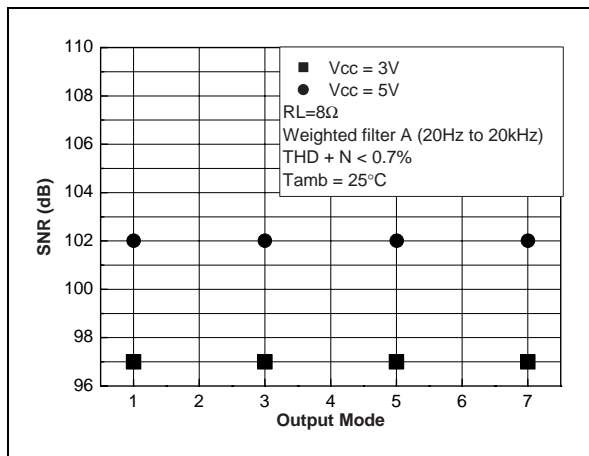 110
108
106
104
102
100
98
96
SNR (dB)
Vcc = 3V
Vcc = 5V
RL=8Ω
Weighted filter A (20Hz to 20kHz)
THD + N < 0.7%
Tamb = 25°C
1 2 3 4 5 6 7
Output Mode